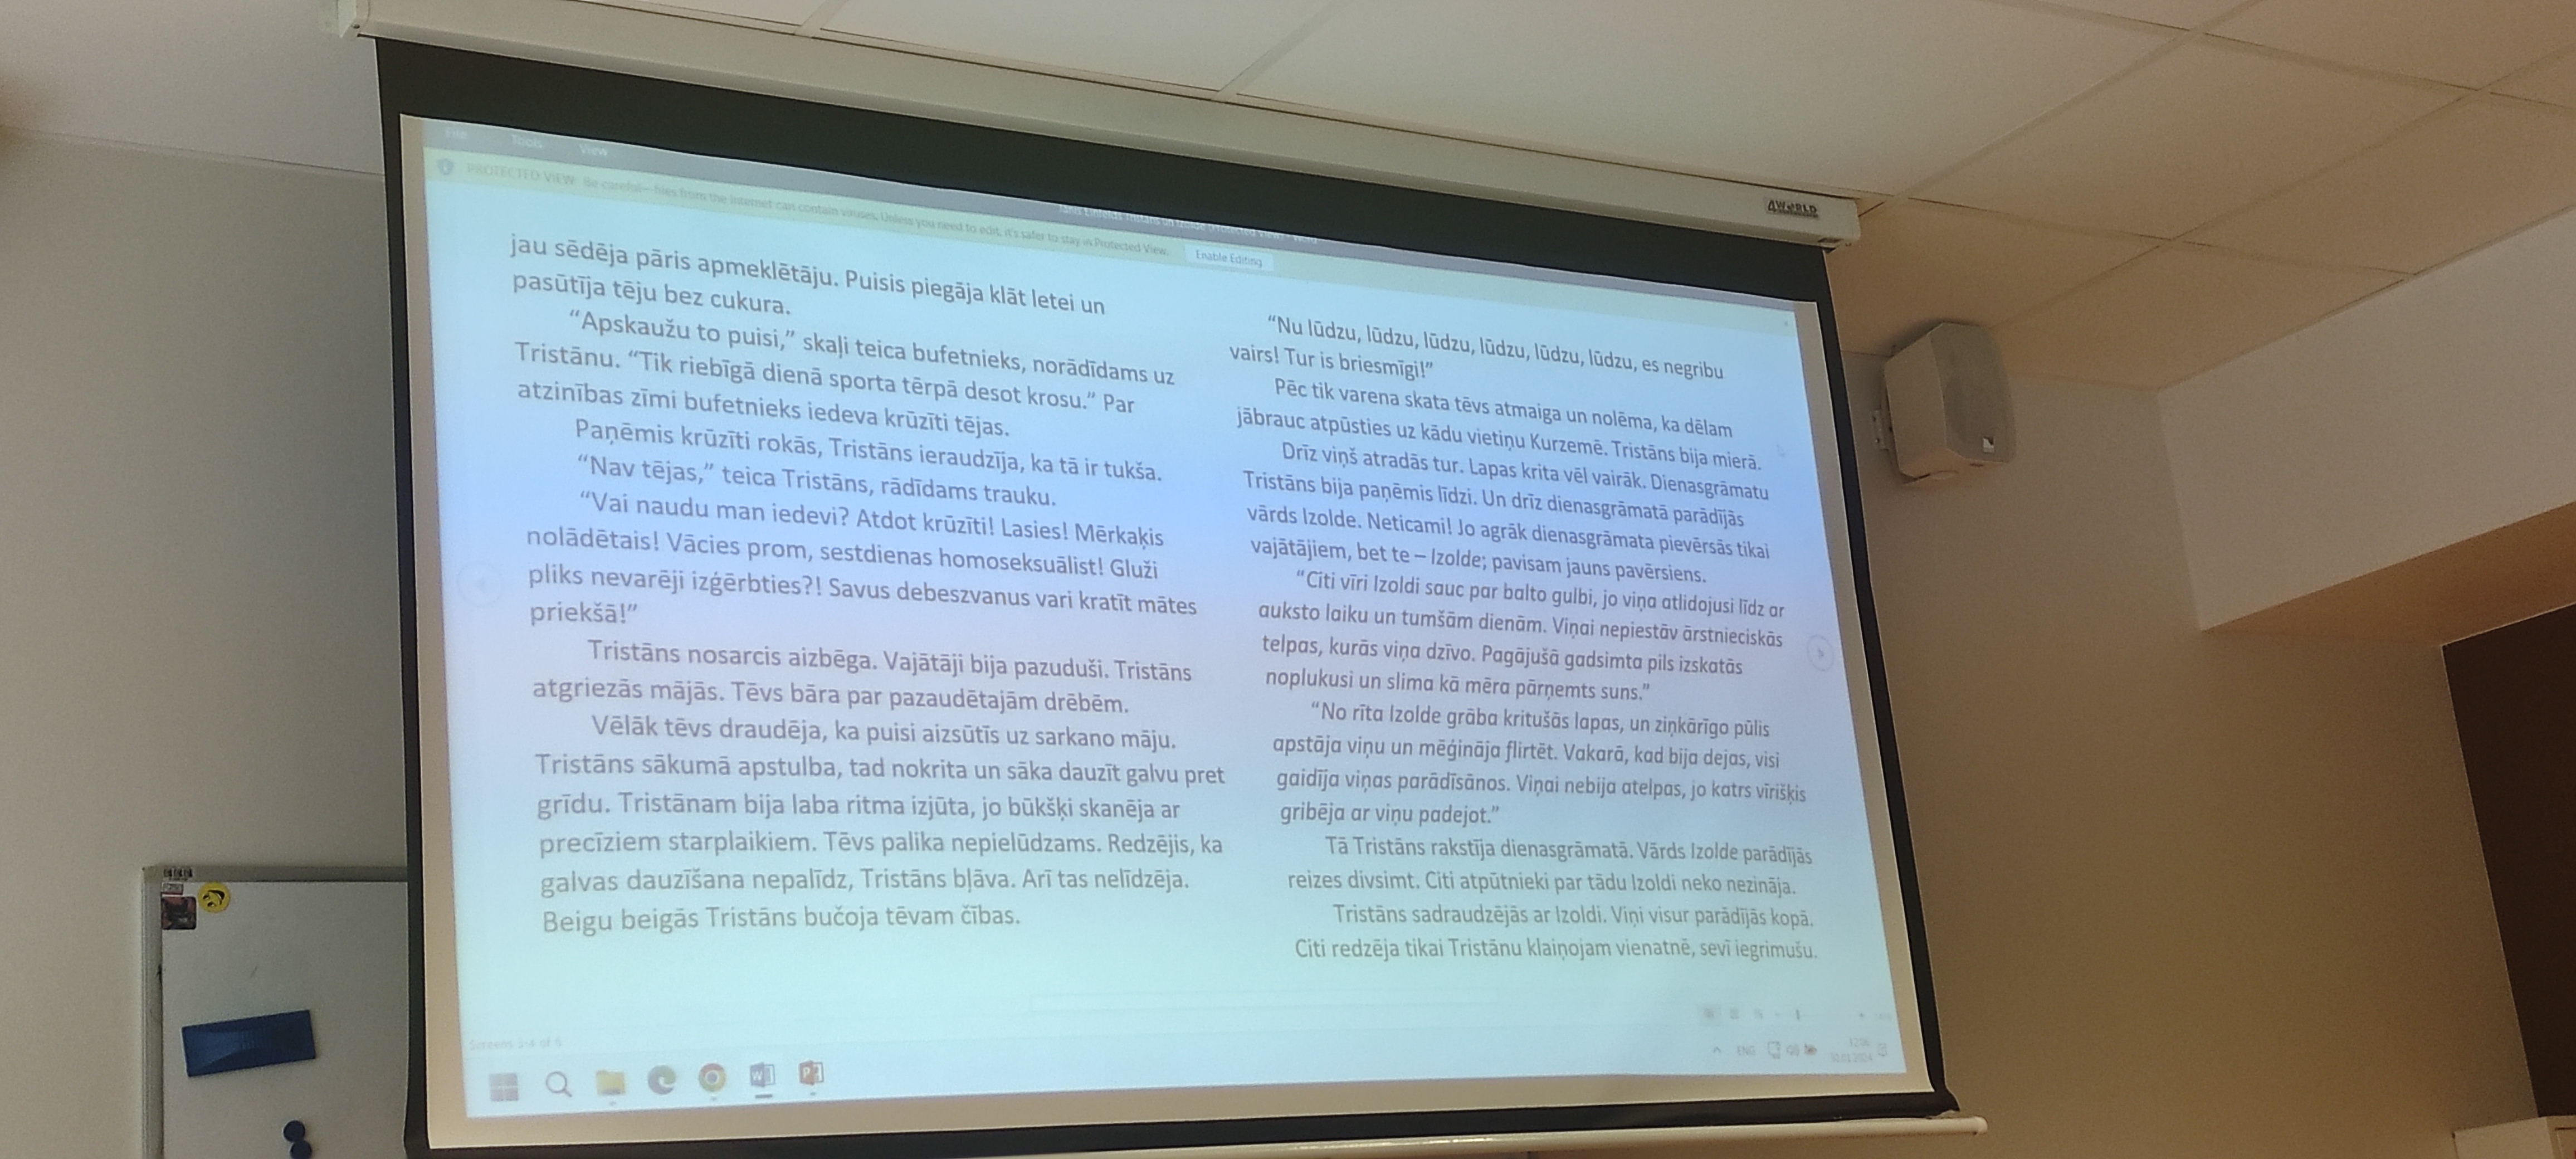 File Tools View
PROTECTED VIEW Be careful—files from the Internet can contain viruses. Unless you need to edit, it's safer to stay in Protected View. Enable Editing
jau sēdēja pāris apmeklētāju. Puisis piegāja klāt letei un
pasūtīja tēju bez cukura.
“Apskaužu to puisi,” skaļi teica bufetnieks, norādīdams uz
Tristānu. “Tik riebīgā dienā sporta tērpā desot krosu.” Par
atzinības zīmi bufetnieks iedeva krūzīti tējas.
Paņēmis krūzīti rokās, Tristāns ieraudzīja, ka tā ir tukša.
“Nav tējas,” teica Tristāns, rādīdams trauku.
“Vai naudu man iedevi? Atdot krūzīti! Lasies! Mērkaķis
nolādētais! Vācies prom, sestdienas homoseksuālist! Gluži
pliks nevarēji izģērbties?! Savus debeszvanus vari kratīt mātes
priekšā!”
Tristāns nosarcis aizbēga. Vajātāji bija pazuduši. Tristāns
atgriezās mājās. Tēvs bāra par pazaudētajām drēbēm.
Vēlāk tēvs draudēja, ka puisi aizsūtīs uz sarkano māju.
Tristāns sākumā apstulba, tad nokrita un sāka dauzīt galvu pret
grīdu. Tristānam bija laba ritma izjūta, jo būkšķi skanēja ar
precīziem starplaikiem. Tēvs palika nepielūdzams. Redzējis, ka
galvas dauzīšana nepalīdz, Tristāns bļāva. Arī tas nelīdzēja.
Beigu beigās Tristāns bučoja tēvam čības.
“Nu lūdzu, lūdzu, lūdzu, lūdzu, lūdzu, lūdzu, es negribu
vairs! Tur is briesmīgi!”
Pēc tik varena skata tēvs atmaiga un nolēma, ka dēlam
jābrauc atpūsties uz kādu vietiņu Kurzemē. Tristāns bija mierā.
Drīz viņš atradās tur. Lapas krita vēl vairāk. Dienasgrāmatu
Tristāns bija paņēmis līdzi. Un drīz dienasgrāmatā parādījās
vārds Izolde. Neticami! Jo agrāk dienasgrāmata pievērsās tikai
vajātājiem, bet te – Izolde; pavisam jauns pavērsiens.
“Citi vīri Izoldi sauc par balto gulbi, jo viņa atlidojusi līdz ar
auksto laiku un tumšām dienām. Viņai nepiestāv ārstnieciskās
telpas, kurās viņa dzīvo. Pagājušā gadsimta pils izskatās
noplukusi un slima kā mēra pārņemts suns.”
“No rīta Izolde grāba kritušās lapas, un ziņkārīgo pūlis
apstāja viņu un mēģināja flirtēt. Vakarā, kad bija dejas, visi
gaidīja viņas parādīsānos. Viņai nebija atelpas, jo katrs vīrišķis
gribēja ar viņu padejot.”
Tā Tristāns rakstīja dienasgrāmatā. Vārds Izolde parādījās
reizes divsimt. Citi atpūtnieki par tādu Izoldi neko nezināja.
Tristāns sadraudzējās ar Izoldi. Viņi visur parādījās kopā.
Citi redzēja tikai Tristānu klaiņojam vienatnē, sevī iegrimušu.
ENG
AWORLD